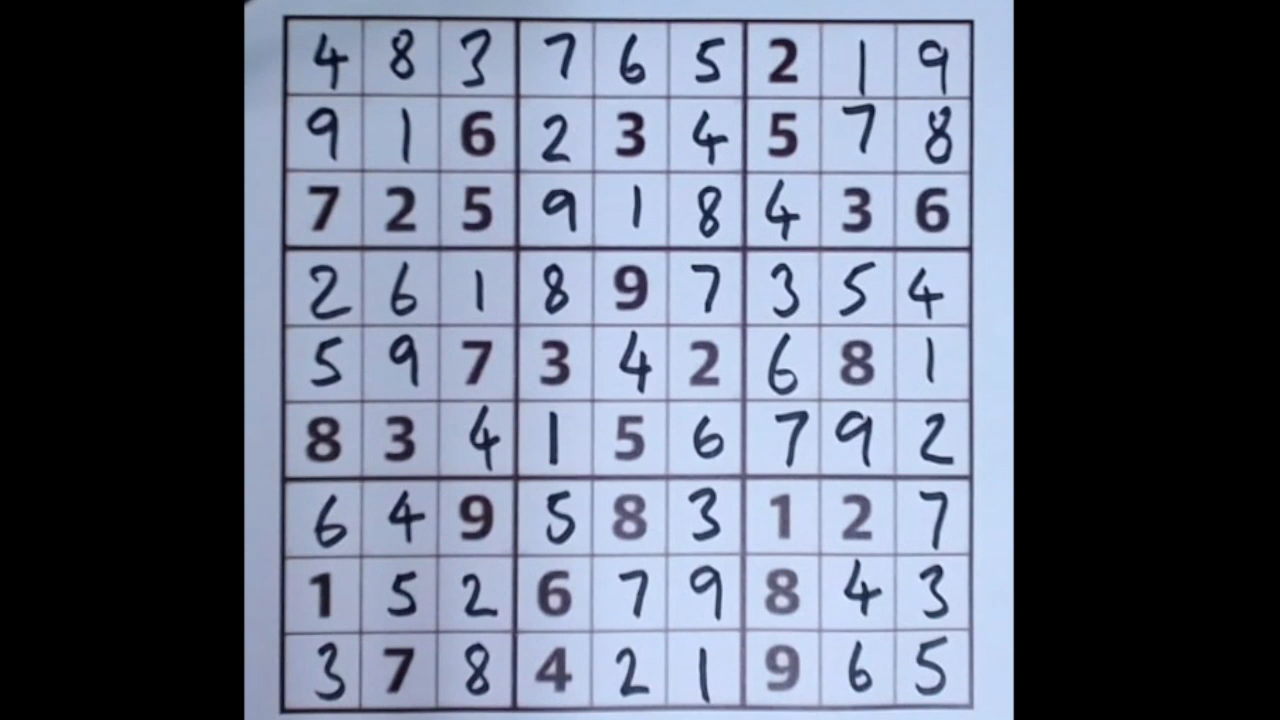 4 8 3 7 6 5 2 1 9
9 1 6 2 3 4 5 7 8
7 2 5 9 1 8 4 3 6
2 6 1 8 9 7 3 5 4
5 9 7 3 4 2 6 8 1
8 3 4 1 5 6 7 9 2
6 4 9 5 8 3 1 2 7
1 5 2 6 7 9 8 4 3
3 7 8 4 2 1 9 6 5